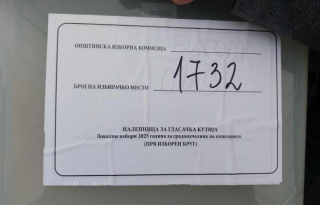 ОПШТИНСКА ИЗБОРНА КОМИСИЈА
БРОЈ НА ИЗБИРАЧКО МЕСТО 1732
НАЛЕПНИЦА ЗА ГЛАСАЧКА КУТИЈА
Локални избори 2025 година за градоначалник на општините
(ПРВ ИЗБОРЕН КРУГ)